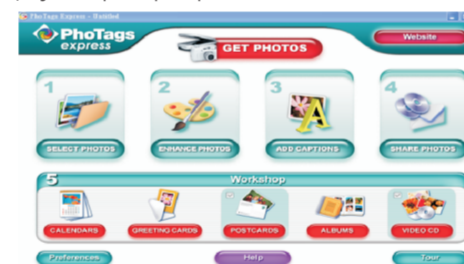 PhoTags Express - Untitled
PhoTags
express
GET PHOTOS
Website
1
2
3
4
SELECT PHOTOS
ENHANCE PHOTOS
ADD CAPTIONS
SHARE PHOTOS
5
Workshop
CALENDARS
GREETING CARDS
POSTCARDS
ALBUMS
VIDEO CD
Preferences
Help
Tour